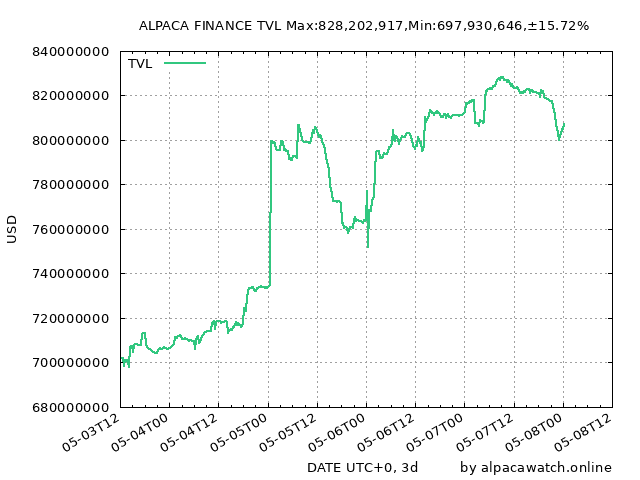 ALPACA FINANCE TVL Max:828,202,917,Min:697,930,646,±15.72%
TVL
840000000
820000000
800000000
780000000
760000000
740000000
720000000
700000000
680000000
USD
05-03T12
05-04T00
05-04T12
05-05T00
05-05T12
05-06T00
05-06T12
05-07T00
05-07T12
05-08T00
05-08T12
DATE UTC+0, 3d
by alpacawatch.online